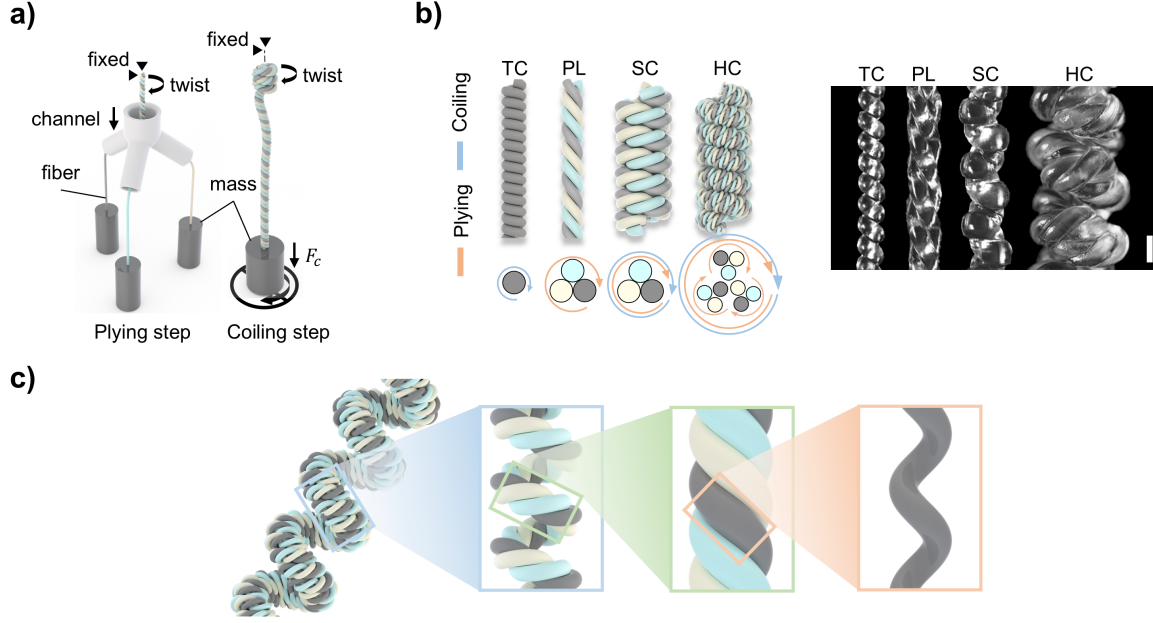 a)
fixed
twist
channel
fiber
mass
Plying step
fixed
twist
F_c
Coiling step
b)
Coiling
Plying
TC PL SC HC
TC PL SC HC
c)